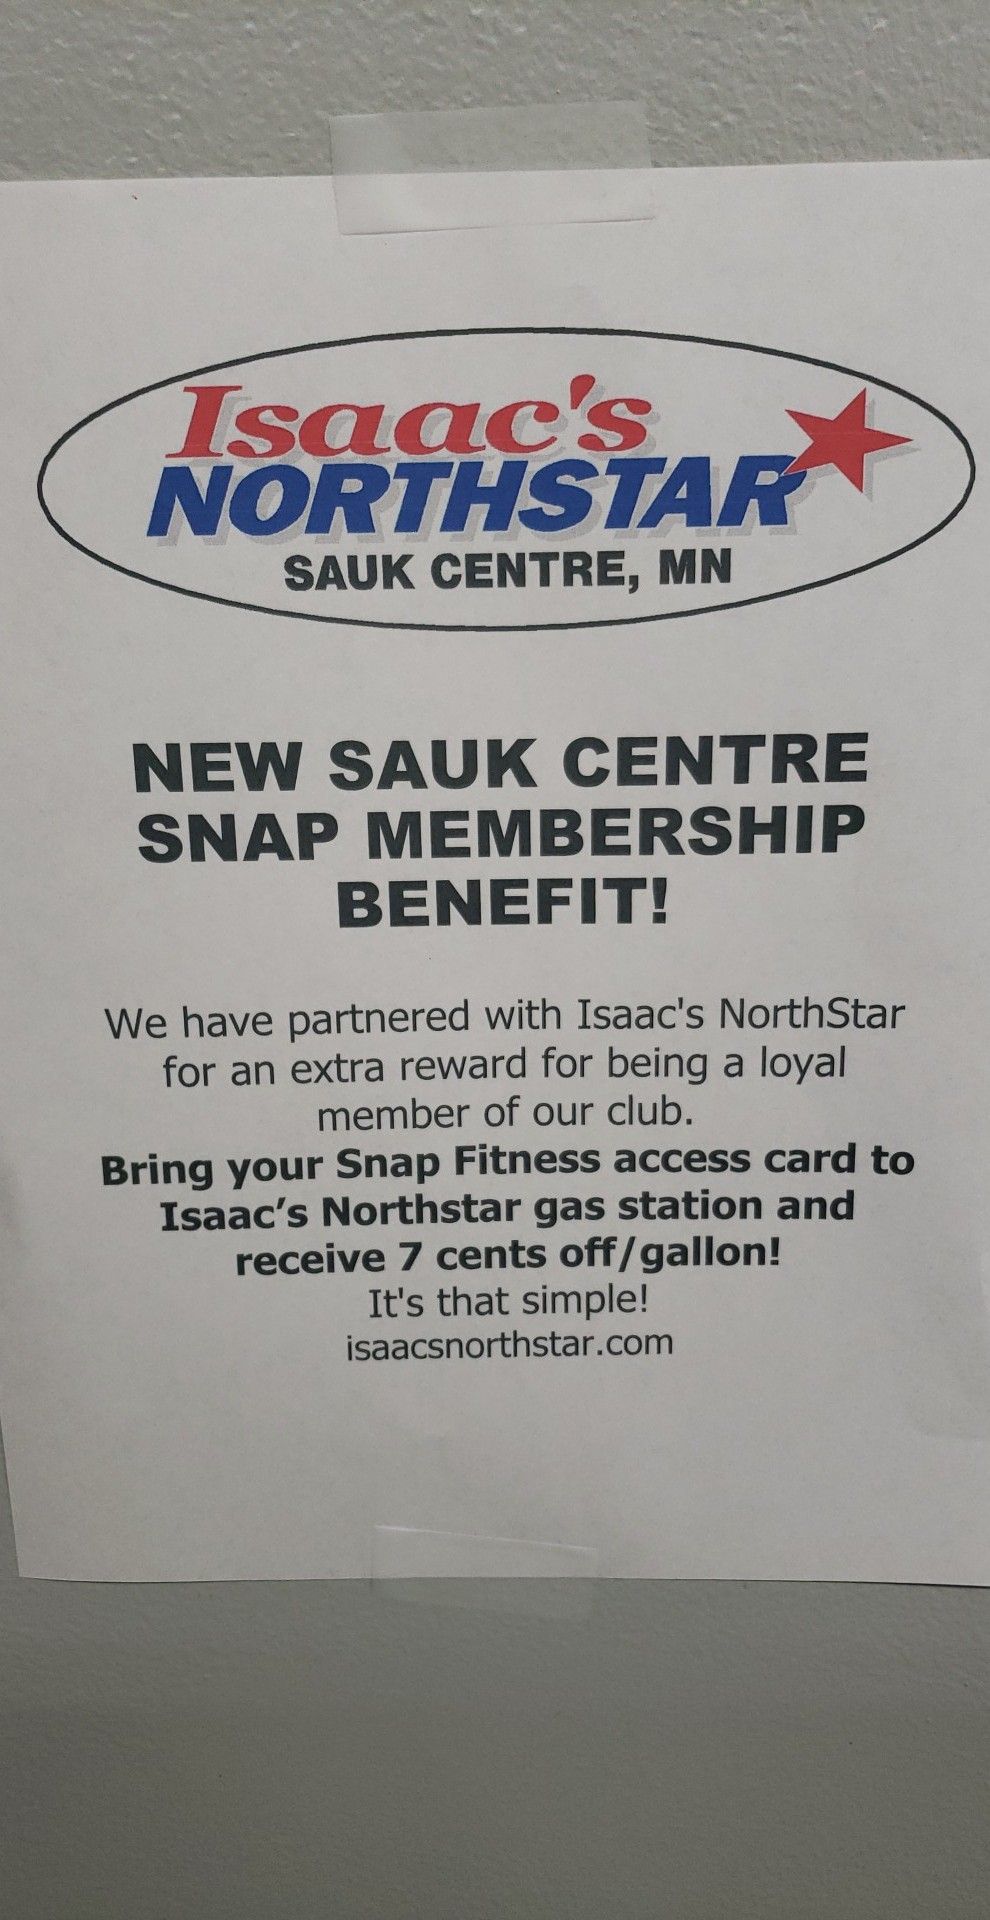 Isaac's
NORTHSTAR
SAUK CENTRE, MN
NEW SAUK CENTRE
SNAP MEMBERSHIP
BENEFIT!
We have partnered with Isaac's NorthStar
for an extra reward for being a loyal
member of our club.
Bring your Snap Fitness access card to
Isaac’s Northstar gas station and
receive 7 cents off/gallon!
It's that simple!
isaacsnorthstar.com